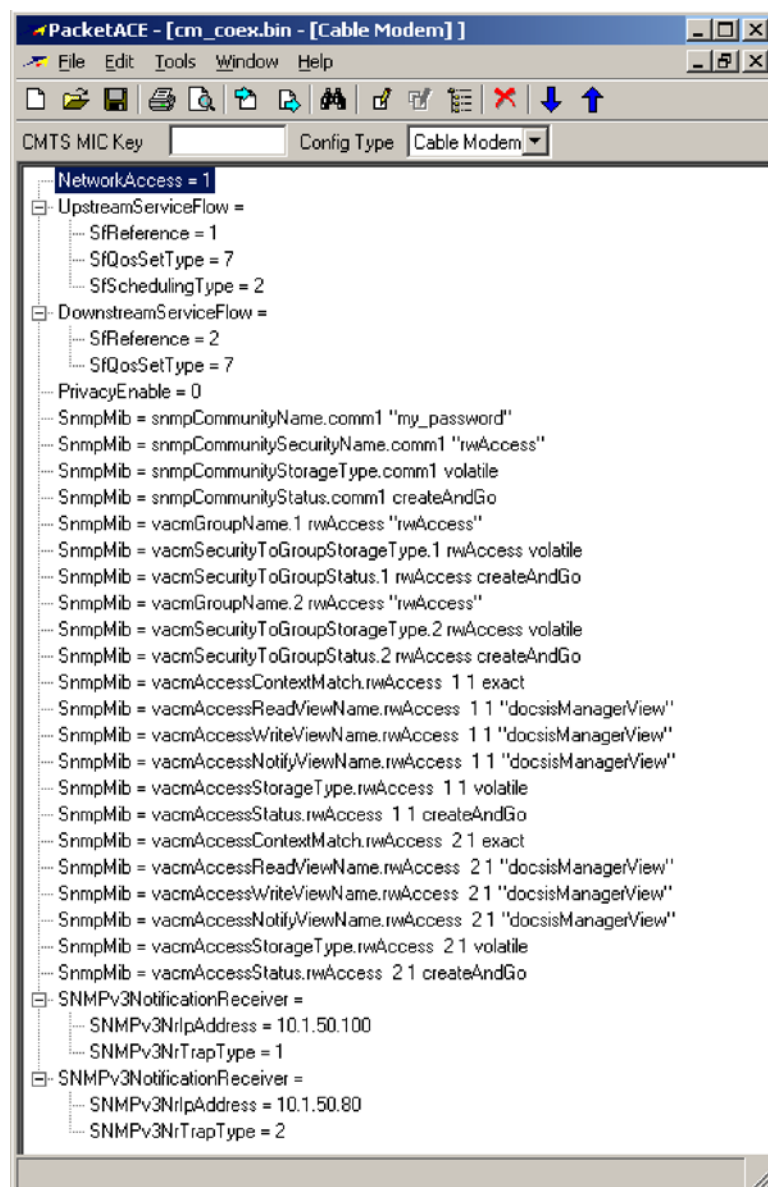 PacketACE - [cm_coex.bin - [Cable Modem] ]
File Edit Tools Window Help
CMTS MIC Key Config Type Cable Modem
NetworkAccess = 1
UpstreamServiceFlow =
SfReference = 1
SfQosSetType = 7
SfSchedulingType = 2
DownstreamServiceFlow =
SfReference = 2
SfQosSetType = 7
PrivacyEnable = 0
SnmpMib = snmpCommunityName.comm1 "my_password"
SnmpMib = snmpCommunitySecurityName.comm1 "rwAccess"
SnmpMib = snmpCommunityStorageType.comm1 volatile
SnmpMib = snmpCommunityStatus.comm1 createAndGo
SnmpMib = vacmGroupName.1 rwAccess "rwAccess"
SnmpMib = vacmSecurityToGroupStorageType.1 rwAccess volatile
SnmpMib = vacmSecurityToGroupStatus.1 rwAccess createAndGo
SnmpMib = vacmGroupName.2 rwAccess "rwAccess"
SnmpMib = vacmSecurityToGroupStorageType.2 rwAccess volatile
SnmpMib = vacmSecurityToGroupStatus.2 rwAccess createAndGo
SnmpMib = vacmAccessContextMatch.rwAccess 1 1 exact
SnmpMib = vacmAccessReadViewName.rwAccess 1 1 "docsisManagerView"
SnmpMib = vacmAccessWriteViewName.rwAccess 1 1 "docsisManagerView"
SnmpMib = vacmAccessNotifyViewName.rwAccess 1 1 "docsisManagerView"
SnmpMib = vacmAccessStorageType.rwAccess 1 1 volatile
SnmpMib = vacmAccessStatus.rwAccess 1 1 createAndGo
SnmpMib = vacmAccessContextMatch.rwAccess 2 1 exact
SnmpMib = vacmAccessReadViewName.rwAccess 2 1 "docsisManagerView"
SnmpMib = vacmAccessWriteViewName.rwAccess 2 1 "docsisManagerView"
SnmpMib = vacmAccessNotifyViewName.rwAccess 2 1 "docsisManagerView"
SnmpMib = vacmAccessStorageType.rwAccess 2 1 volatile
SnmpMib = vacmAccessStatus.rwAccess 2 1 createAndGo
SNMPv3NotificationReceiver =
SNMPv3NrIpAddress = 10.1.50.100
SNMPv3NrTrapType = 1
SNMPv3NotificationReceiver =
SNMPv3NrIpAddress = 10.1.50.80
SNMPv3NrTrapType = 2